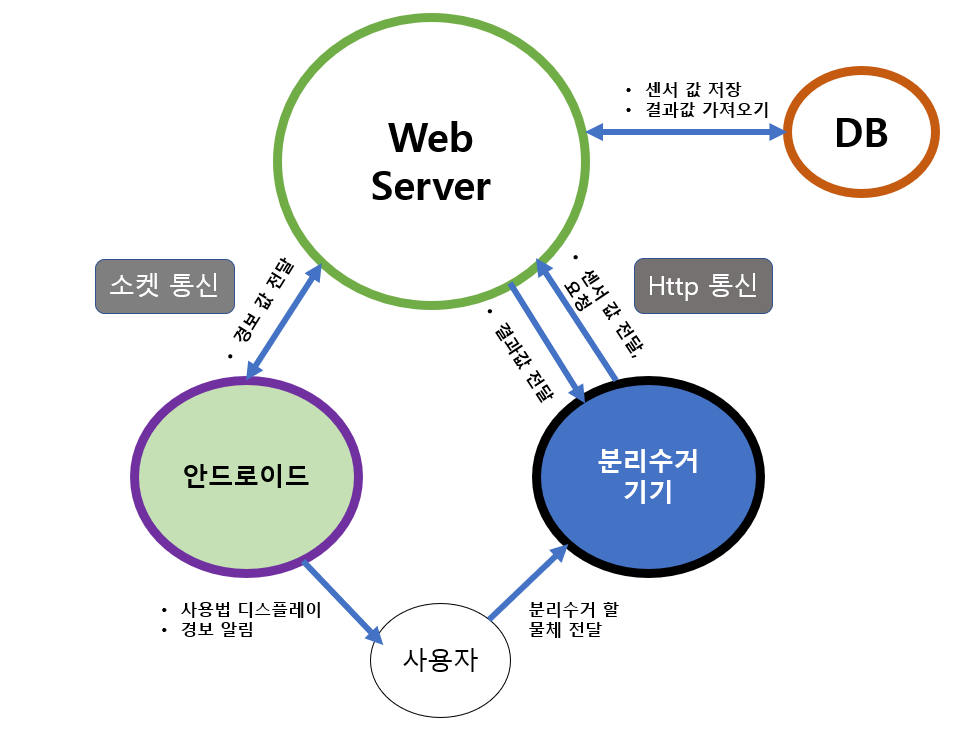 • 센서 값 저장
• 결과값 가져오기
Web
Server
DB
소켓 통신
• 경보 값 전달
• 결과값 전달
• 센서 값 전달,
요청
Http 통신
안드로이드
분리수거
기기
• 사용법 디스플레이
• 경보 알림
사용자
분리수거 할
물체 전달